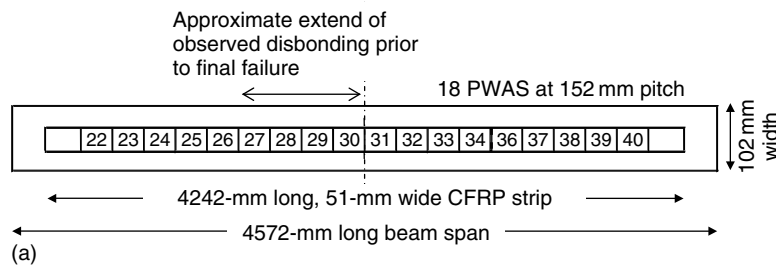 Approximate extend of
observed disbonding prior
to final failure
18 PWAS at 152 mm pitch
22 23 24 25 26 27 28 29 30 31 32 33 34 36 37 38 39 40
102 mm
width
4242-mm long, 51-mm wide CFRP strip
4572-mm long beam span
(a)